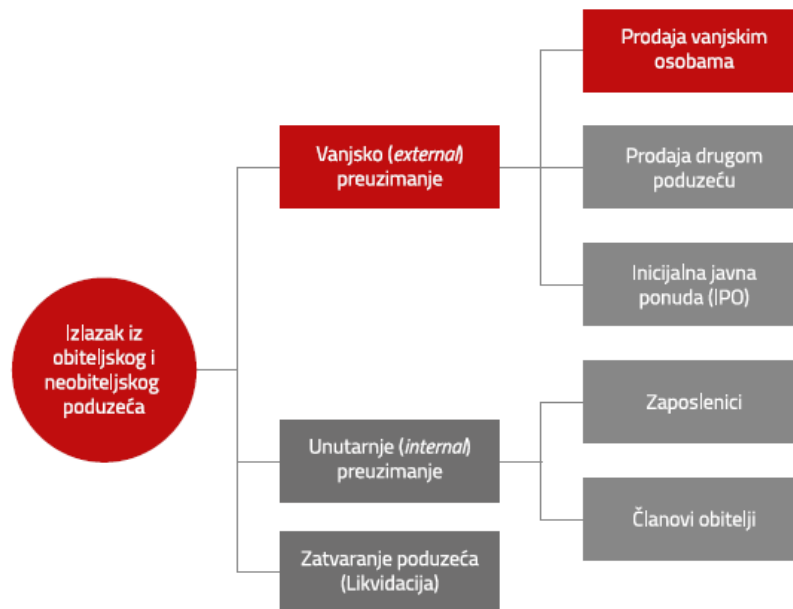 Izlazak iz
obiteljskog i
neobiteljskog
poduzeća
Vanjsko (external)
preuzimanje
Prodaja vanjskim
osobama
Prodaja drugom
poduzeću
Inicijalna javna
ponuda (IPO)
Unutarnje (internal)
preuzimanje
Zaposlenici
Članovi obitelji
Zatvaranje poduzeća
(Likvidacija)